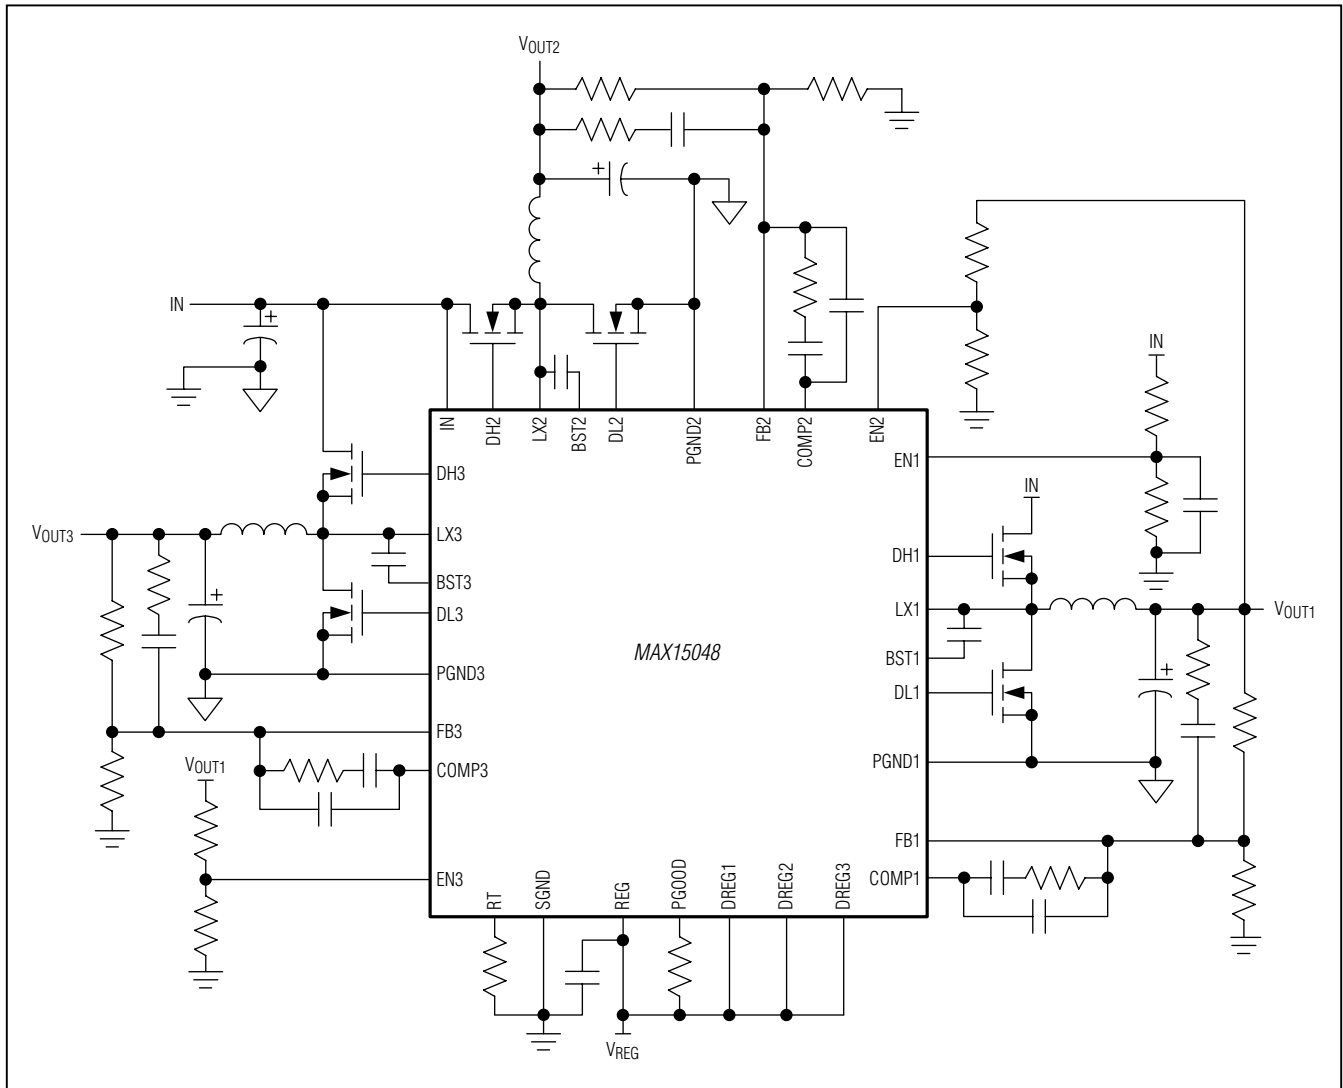 VOUT2
IN
IN
DH2
LX2
BST2
DL2
PGND2
FB2
COMP2
EN2
IN
EN1
DH3
IN
VOUT3
LX3
DH1
BST3
LX1
VOUT1
DL3
MAX15048
BST1
PGND3
DL1
FB3
VOUT1
COMP3
PGND1
FB1
EN3
COMP1
RT
SGND
REG
PGOOD
DREG1
DREG2
DREG3
VREG